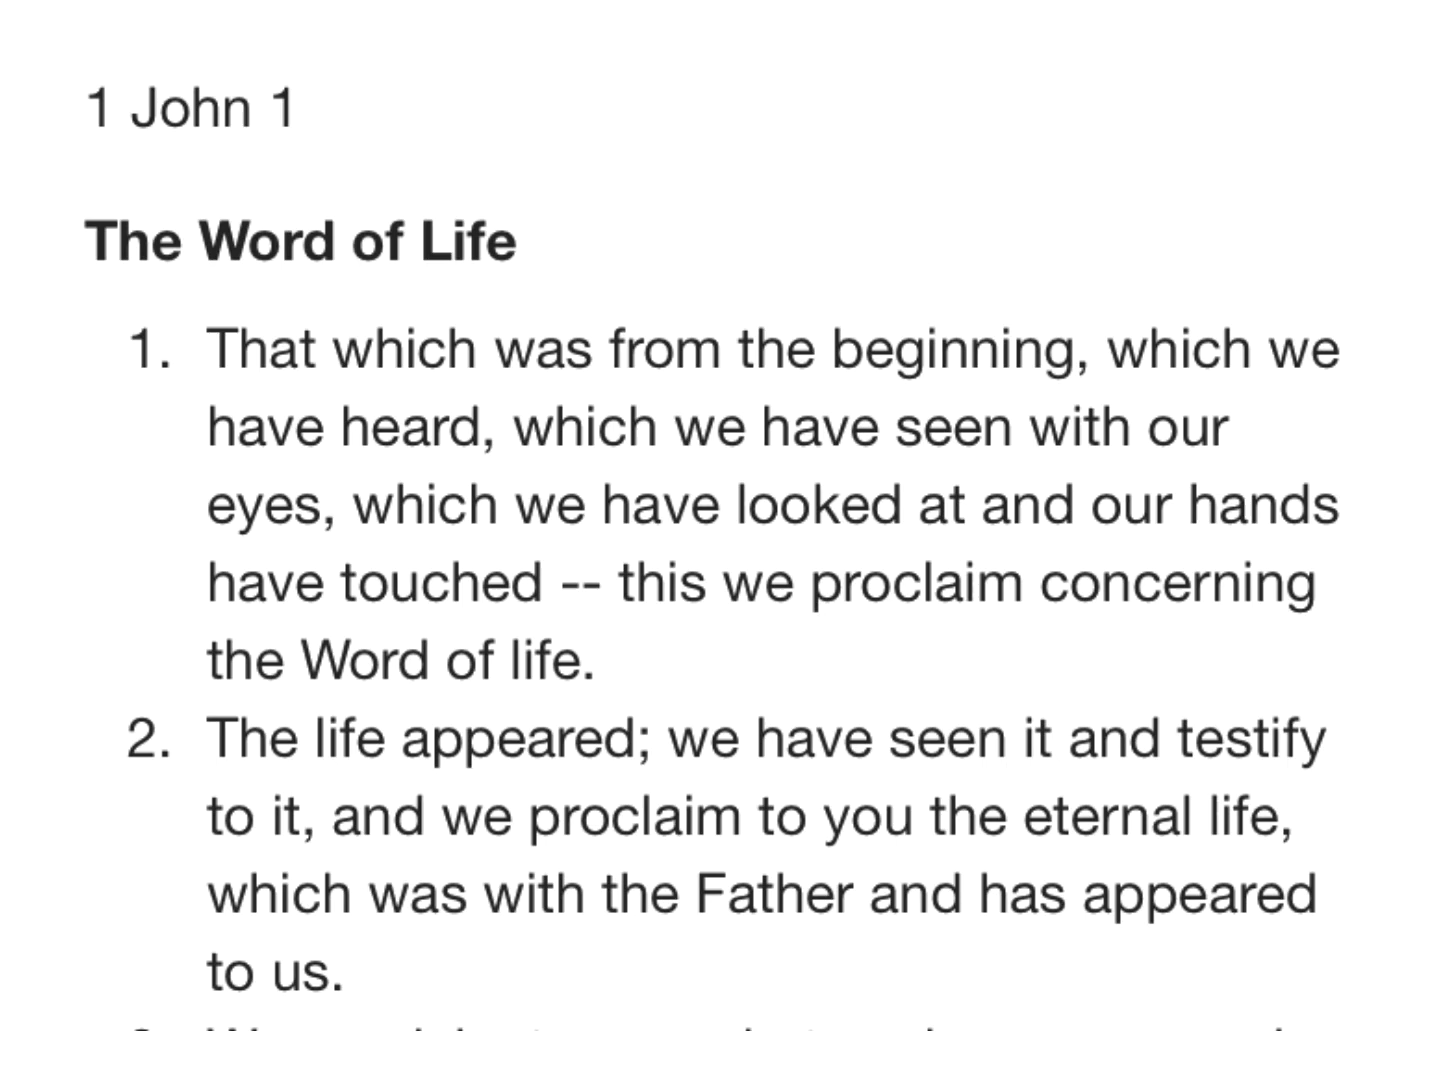 1 John 1
The Word of Life
1. That which was from the beginning, which we
have heard, which we have seen with our
eyes, which we have looked at and our hands
have touched -- this we proclaim concerning
the Word of life.
2. The life appeared; we have seen it and testify
to it, and we proclaim to you the eternal life,
which was with the Father and has appeared
to us.